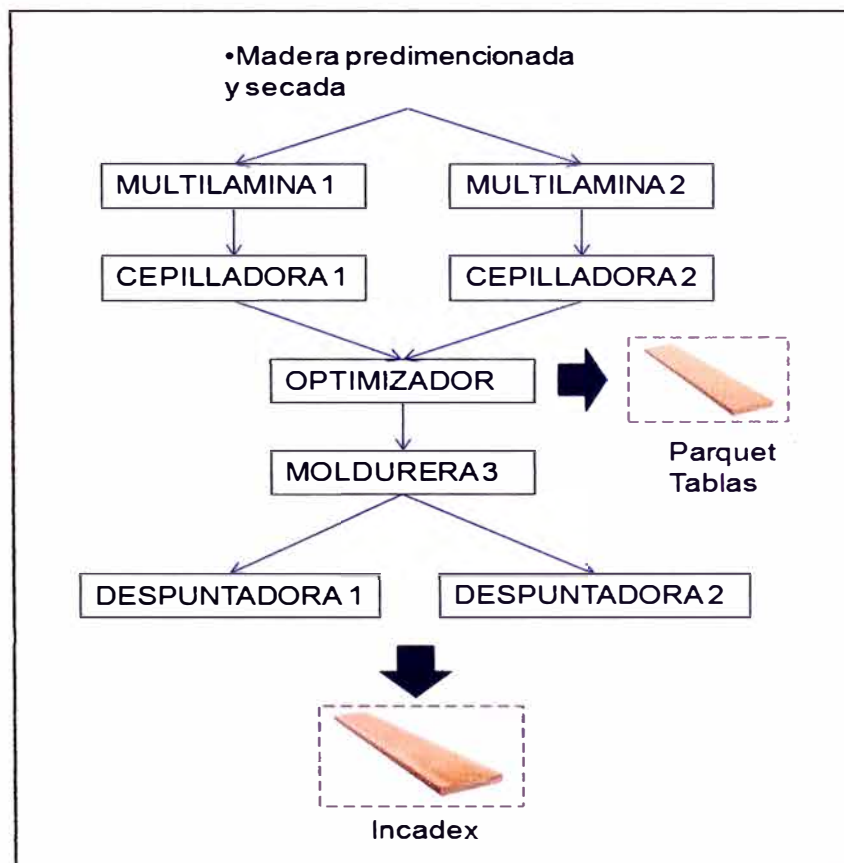 •Madera predimencionada
y secada
MULTILAMINA 1
MULTILAMINA 2
CEPILLADORA 1
CEPILLADORA 2
OPTIMIZADOR
MOLDURERA 3
Parquet
Tablas
DESPUNTADORA 1
DESPUNTADORA 2
Incadex